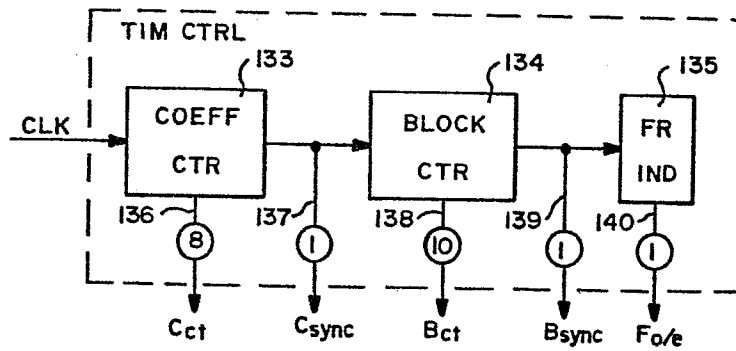 TIM CTRL
133
134
135
CLK
COEFF
CTR
BLOCK
CTR
FR
IND
136
137
138
139
140
8
1
10
1
1
Cct
Csync
Bct
Bsync
Fo/e